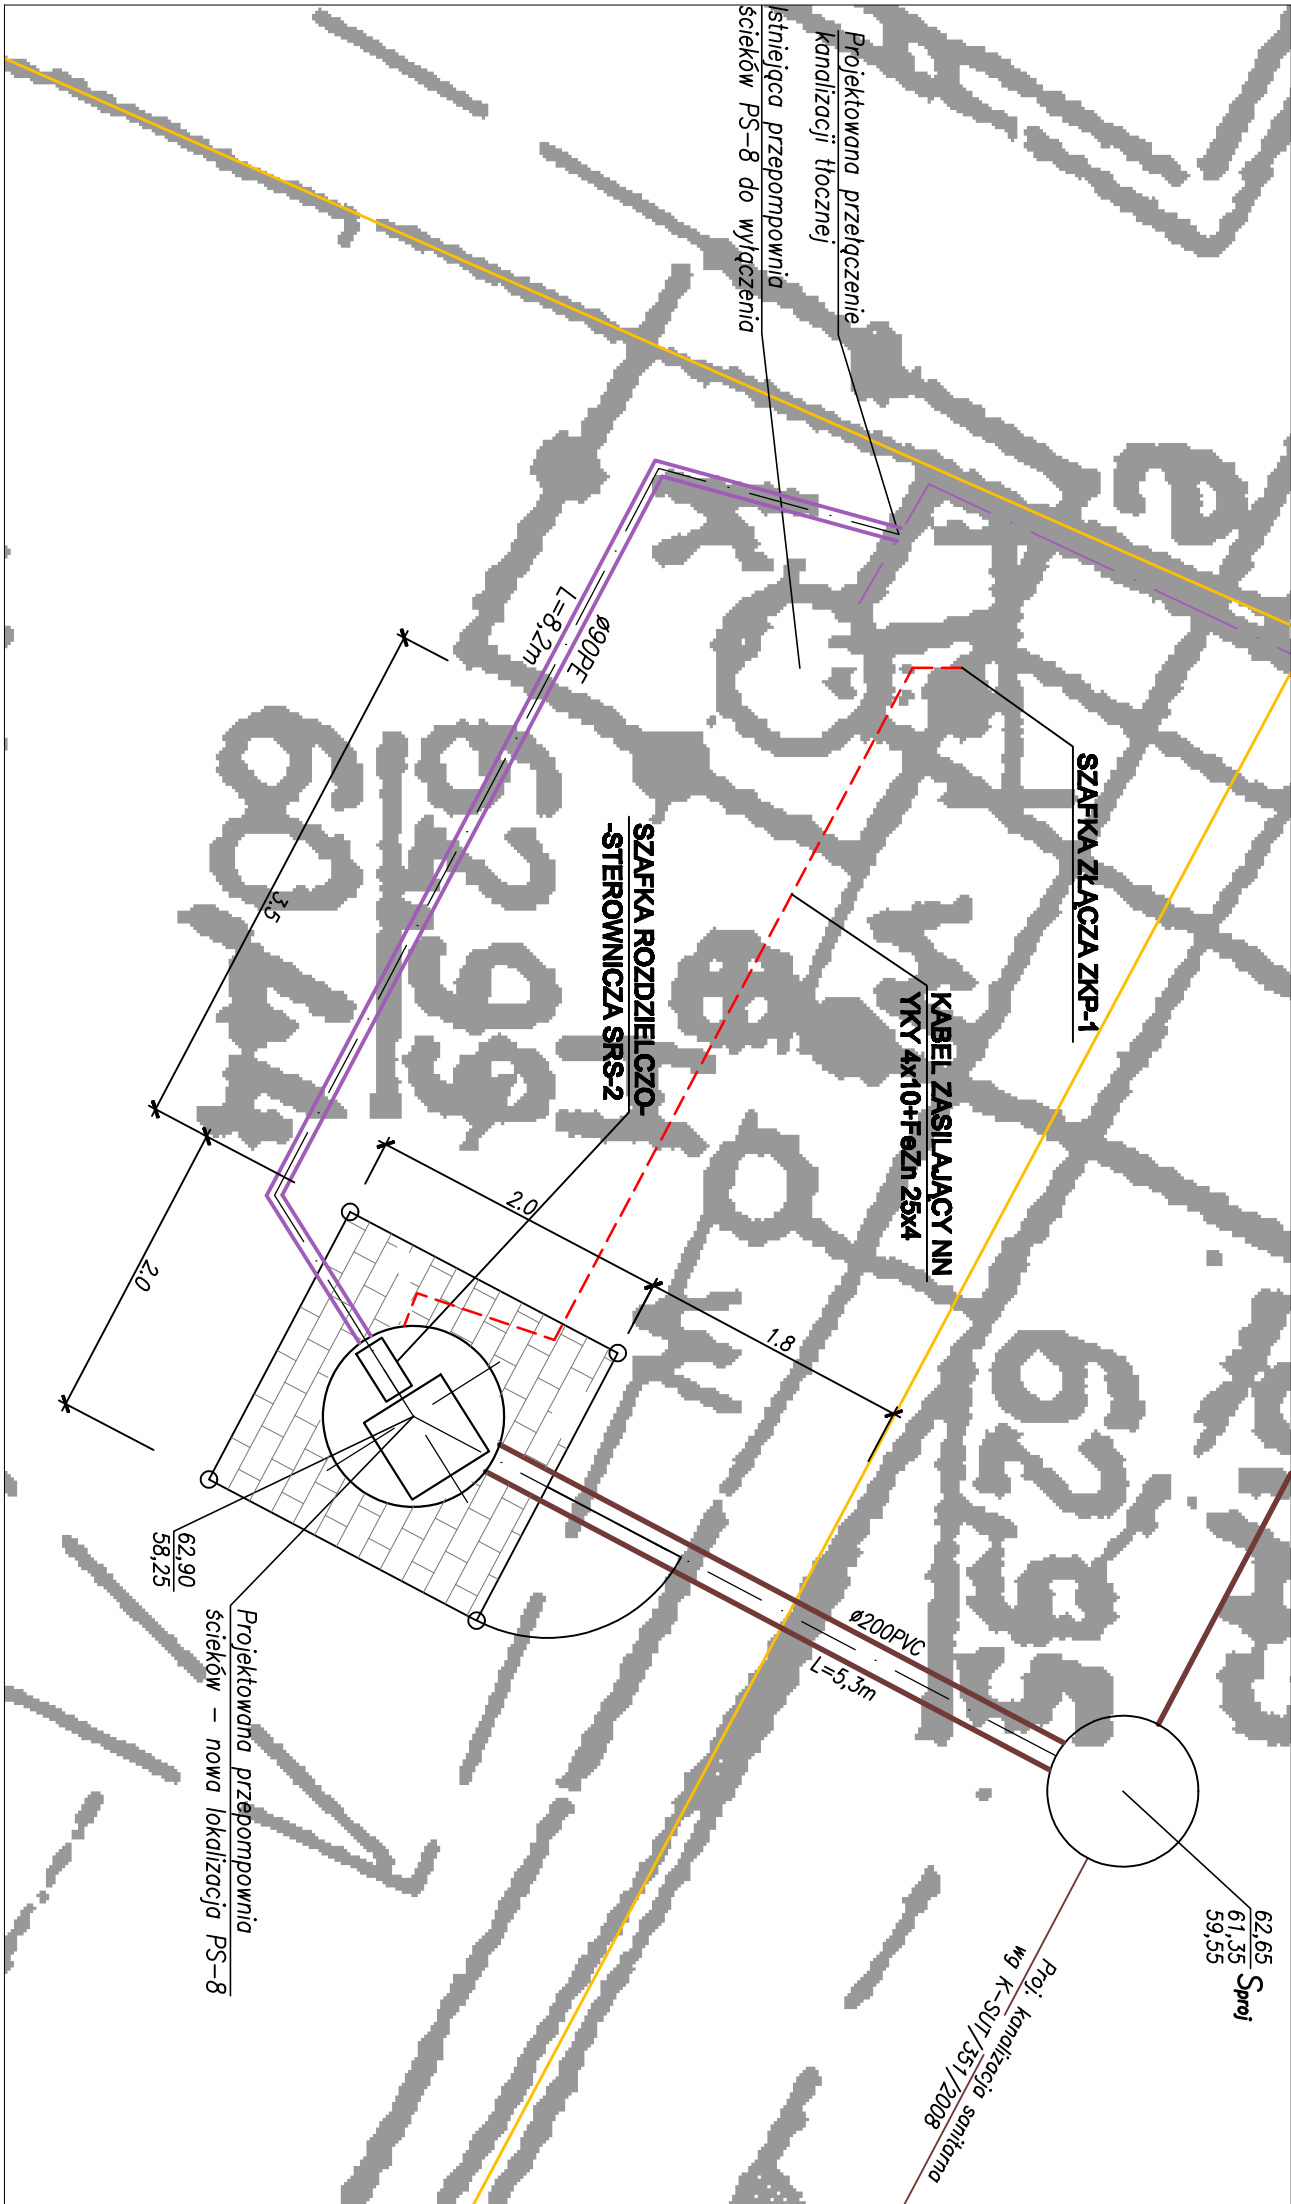 Projektowana przełączenie
kanalizacji tłocznej
Istniejąca przepompownia
ścieków PS-8 do wyłączenia
SZAFKA ZŁĄCZA ZKP-1
KABEL ZASILAJĄCY NN
YKY 4x10+FeZn 25x4
SZAFKA ROZDZIELCZO-
-STEROWNICZA SRS-2
ø90PE
L=8,2m
3.5
2.0
2.0
1.8
ø200PVC
L=5,3m
62,90
58,25
Projektowana przepompownia
ścieków - nowa lokalizacja PS-8
62,65
61,35 Sproj
59,55
Proj. kanalizacja sanitarna
wg K-SUT/351/2008
6299
6295